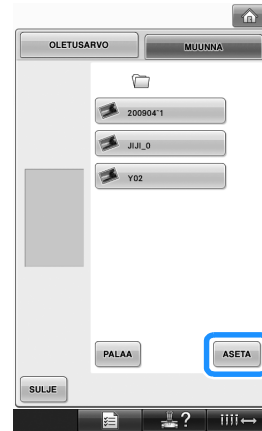 OLETUSARVO
MUUNNA
200904~1
JIJI_0
Y02
PALAA
ASETA
SULJE
?